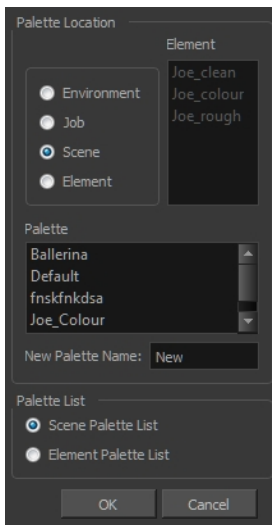 Palette Location
Element
Joe_clean
Joe_colour
Joe_rough
Environment
Job
Scene
Element
Palette
Ballerina
Default
fnskfnkdsa
Joe_Colour
New Palette Name: New
Palette List
Scene Palette List
Element Palette List
OK Cancel